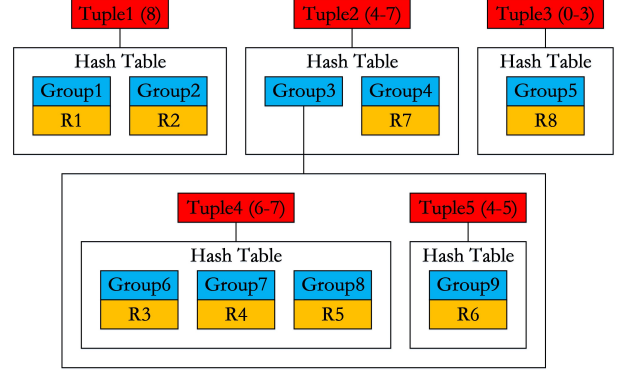 Tuple1 (8)
Tuple2 (4-7)
Tuple3 (0-3)
Hash Table
Hash Table
Hash Table
Group1
Group2
Group3
Group4
Group5
R1
R2
R7
R8
Tuple4 (6-7)
Tuple5 (4-5)
Hash Table
Hash Table
Group6
Group7
Group8
Group9
R3
R4
R5
R6